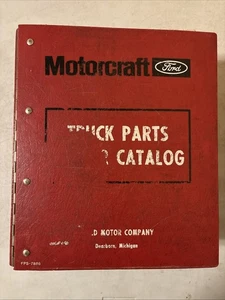 Motorcraft Ford
TRUCK PARTS
CATALOG
MOTOR COMPANY
Dearborn, Michigan